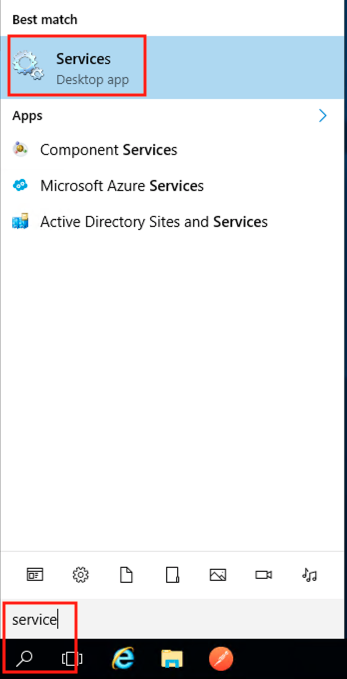 Best match
Services
Desktop app
Apps
Component Services
Microsoft Azure Services
Active Directory Sites and Services
service